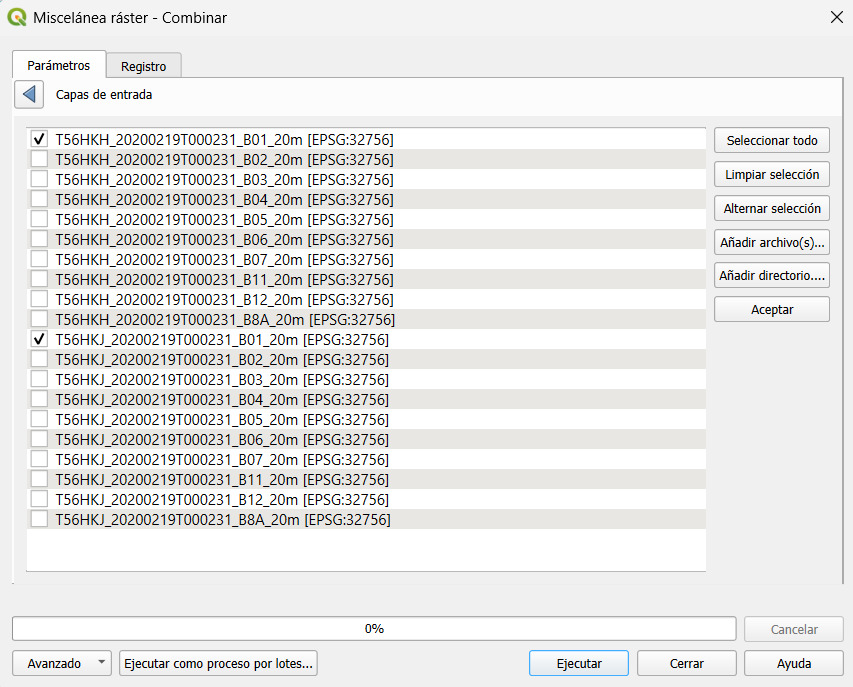 Miscelánea ráster - Combinar
Parámetros
Registro
Capas de entrada
T56HKH_20200219T000231_B01_20m [EPSG:32756]
T56HKH_20200219T000231_B02_20m [EPSG:32756]
T56HKH_20200219T000231_B03_20m [EPSG:32756]
T56HKH_20200219T000231_B04_20m [EPSG:32756]
T56HKH_20200219T000231_B05_20m [EPSG:32756]
T56HKH_20200219T000231_B06_20m [EPSG:32756]
T56HKH_20200219T000231_B07_20m [EPSG:32756]
T56HKH_20200219T000231_B11_20m [EPSG:32756]
T56HKH_20200219T000231_B12_20m [EPSG:32756]
T56HKH_20200219T000231_B8A_20m [EPSG:32756]
T56HKJ_20200219T000231_B01_20m [EPSG:32756]
T56HKJ_20200219T000231_B02_20m [EPSG:32756]
T56HKJ_20200219T000231_B03_20m [EPSG:32756]
T56HKJ_20200219T000231_B04_20m [EPSG:32756]
T56HKJ_20200219T000231_B05_20m [EPSG:32756]
T56HKJ_20200219T000231_B06_20m [EPSG:32756]
T56HKJ_20200219T000231_B07_20m [EPSG:32756]
T56HKJ_20200219T000231_B11_20m [EPSG:32756]
T56HKJ_20200219T000231_B12_20m [EPSG:32756]
T56HKJ_20200219T000231_B8A_20m [EPSG:32756]
Seleccionar todo
Limpiar selección
Alternar selección
Añadir archivo(s)...
Añadir directorio....
Aceptar
0%
Cancelar
Avanzado
Ejecutar como proceso por lotes...
Ejecutar
Cerrar
Ayuda